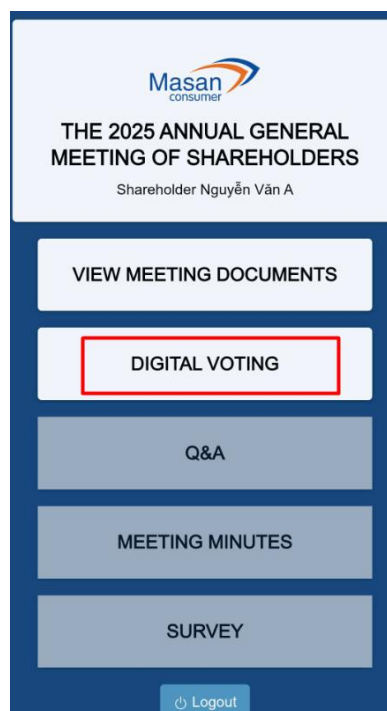 Masan
consumer
THE 2025 ANNUAL GENERAL
MEETING OF SHAREHOLDERS
Shareholder Nguyễn Văn A
VIEW MEETING DOCUMENTS
DIGITAL VOTING
Q&A
MEETING MINUTES
SURVEY
Logout